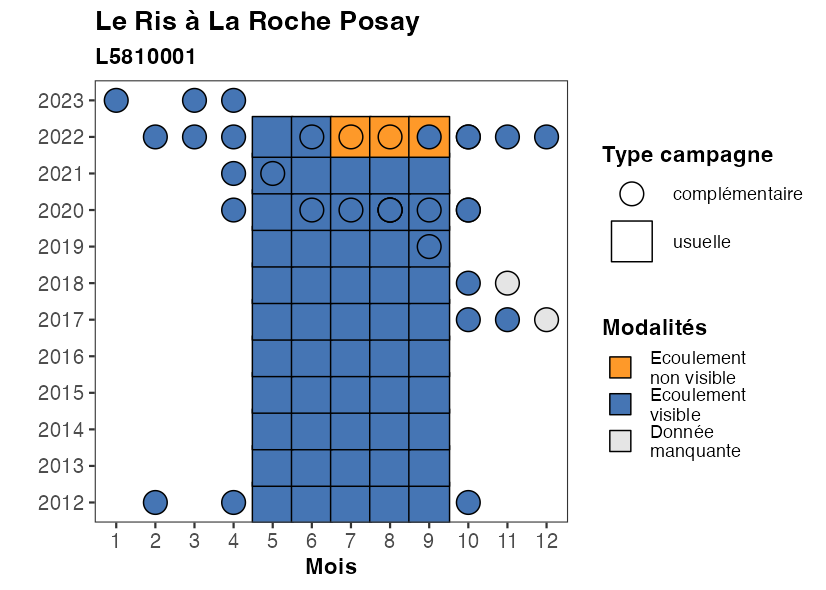 Le Ris à La Roche Posay
L5810001
2023
2022
2021
2020
2019
2018
2017
2016
2015
2014
2013
2012
1 2 3 4 5 6 7 8 9 10 11 12
Mois
Type campagne
complémentaire
usuelle
Modalités
Ecoulement
non visible
Ecoulement
visible
Donnée
manquante